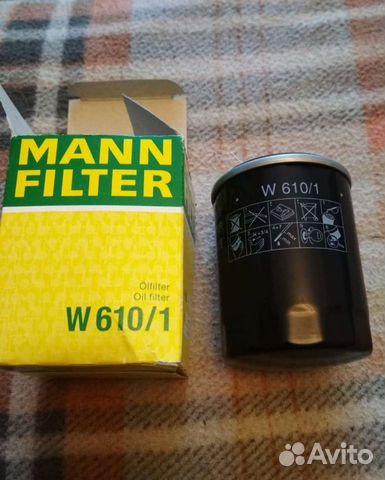 MANN
FILTER
Ölfilter
Oil filter
W 610/1
W 610/1
Avito